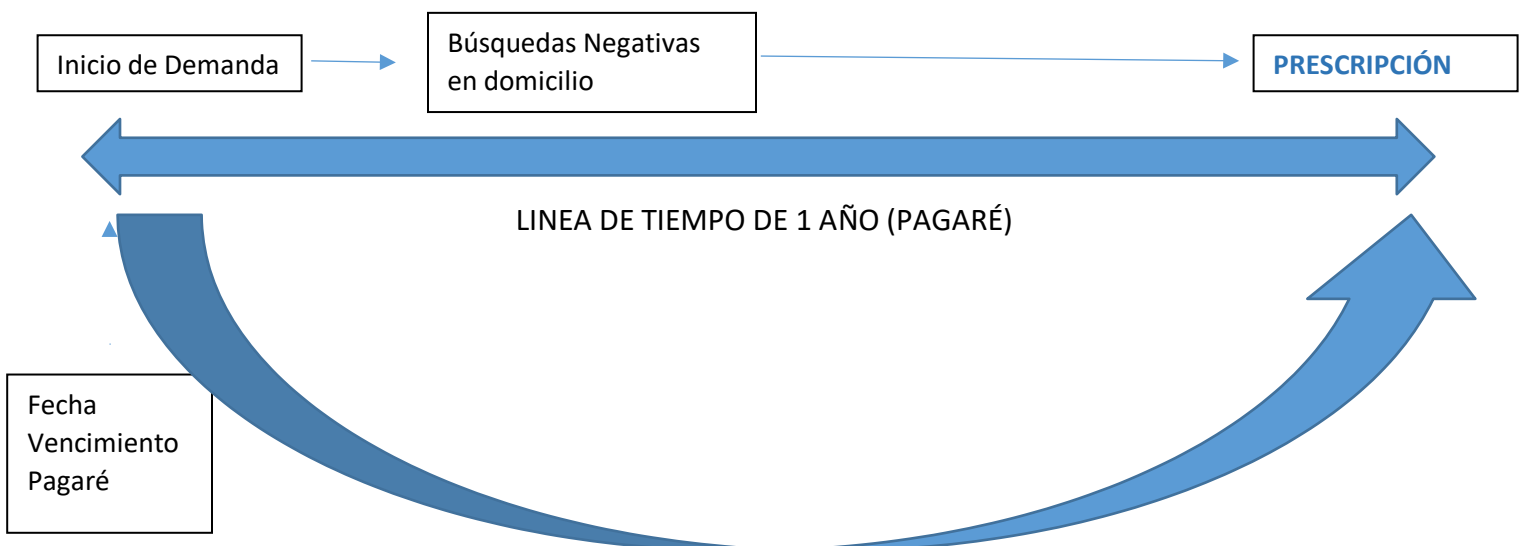 Inicio de Demanda
Búsquedas Negativas
en domicilio
PRESCRIPCIÓN
LINEA DE TIEMPO DE 1 AÑO (PAGARÉ)
Fecha
Vencimiento
Pagaré